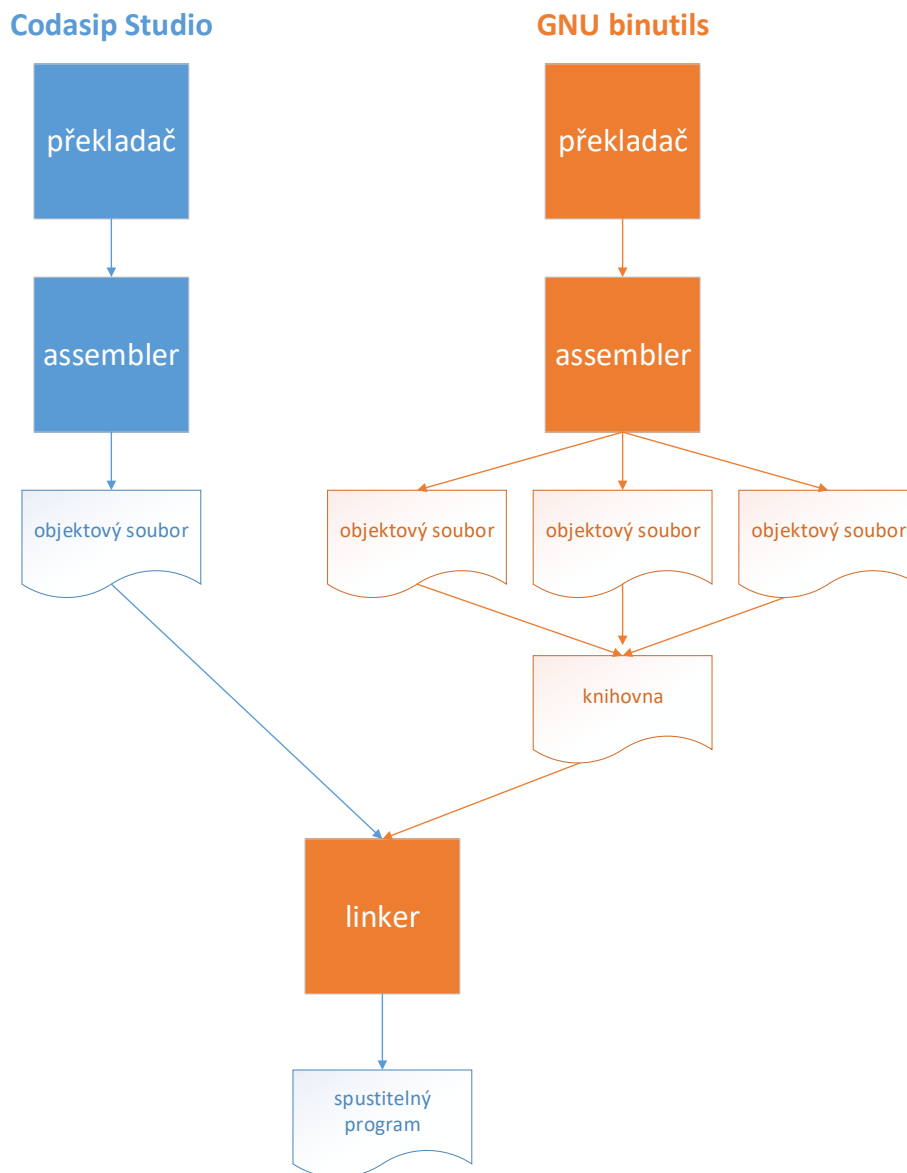 Codasip Studio
GNU binutils
překladač
překladač
assembler
assembler
objektový soubor
objektový soubor
objektový soubor
objektový soubor
knihovna
linker
spustitelný
program